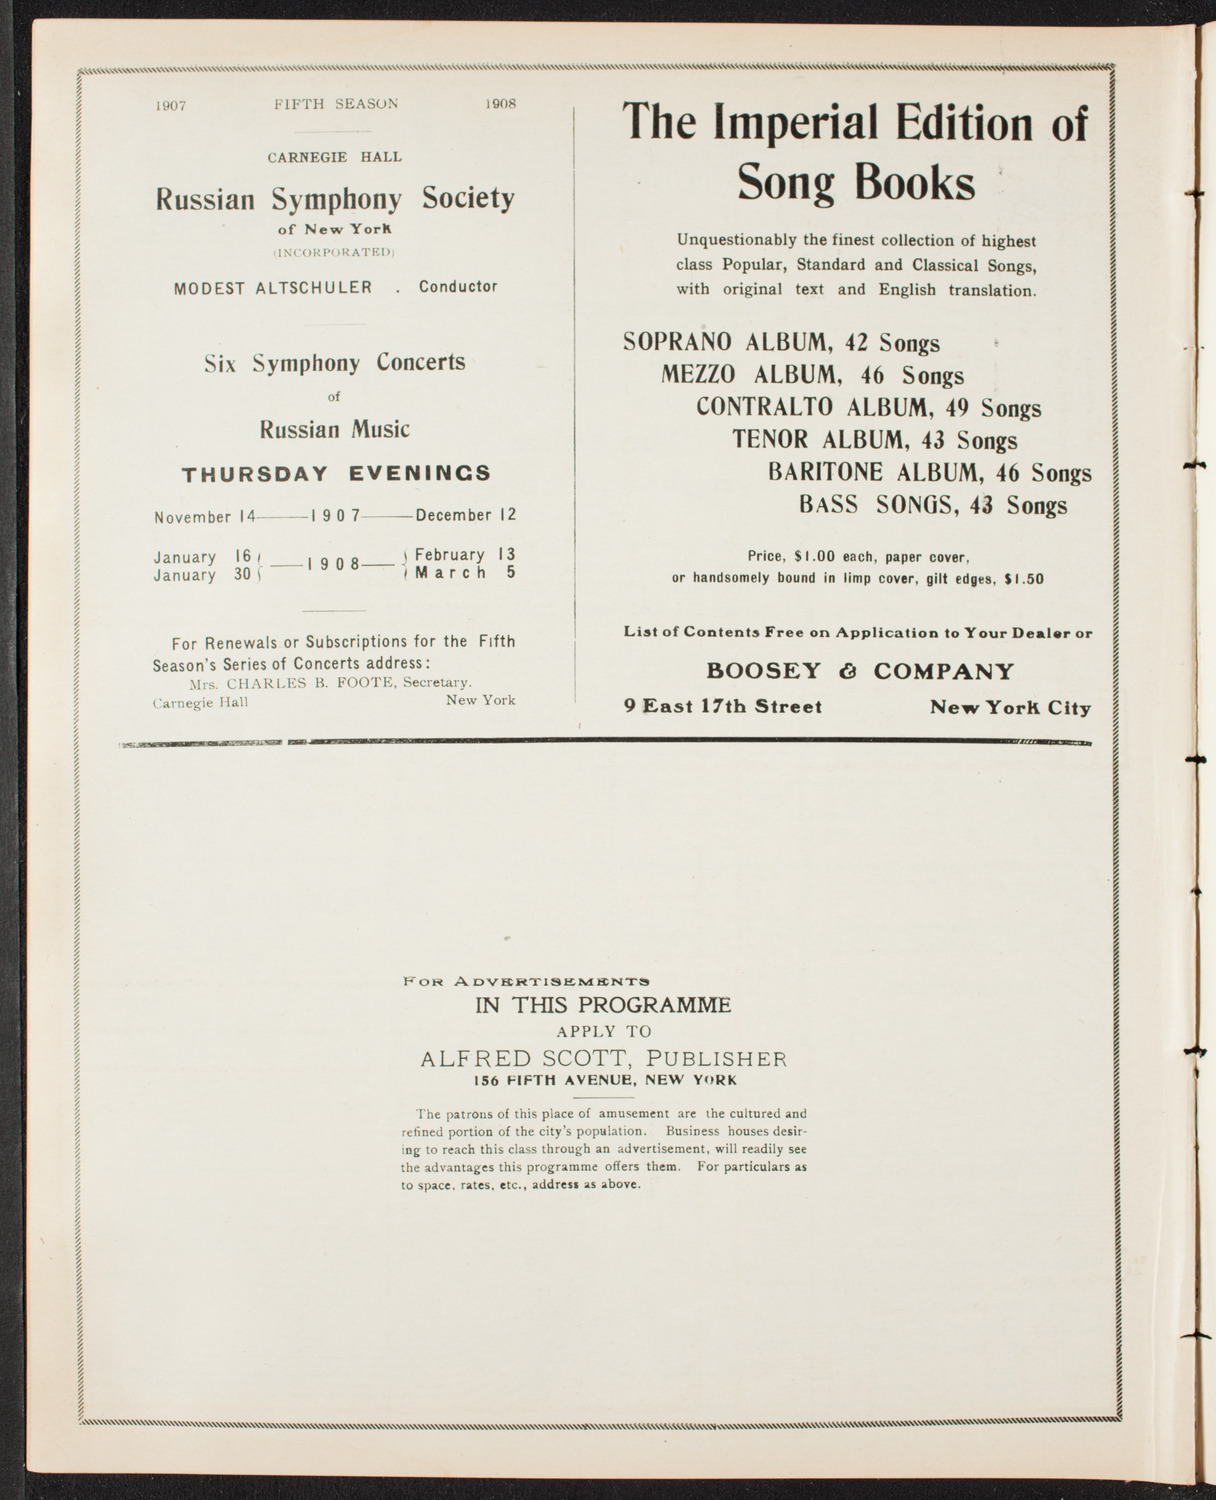 1907 FIFTH SEASON 1908
CARNEGIE HALL
Russian Symphony Society
of New York
(INCORPORATED)
MODEST ALTSCHULER . Conductor
Six Symphony Concerts
of
Russian Music
THURSDAY EVENINGS
November 14——1907——December 12
January 16 } —1908— { February 13
January 30 } { March 5
For Renewals or Subscriptions for the Fifth
Season's Series of Concerts address:
Mrs. CHARLES B. FOOTE, Secretary.
Carnegie Hall New York
The Imperial Edition of
Song Books
Unquestionably the finest collection of highest
class Popular, Standard and Classical Songs,
with original text and English translation.
SOPRANO ALBUM, 42 Songs
MEZZO ALBUM, 46 Songs
CONTRALTO ALBUM, 49 Songs
TENOR ALBUM, 43 Songs
BARITONE ALBUM, 46 Songs
BASS SONGS, 43 Songs
Price, $1.00 each, paper cover,
or handsomely bound in limp cover, gilt edges, $1.50
List of Contents Free on Application to Your Dealer or
BOOSEY & COMPANY
9 East 17th Street New York City
FOR ADVERTISEMENTS
IN THIS PROGRAMME
APPLY TO
ALFRED SCOTT, PUBLISHER
156 FIFTH AVENUE, NEW YORK
The patrons of this place of amusement are the cultured and
refined portion of the city's population. Business houses desir-
ing to reach this class through an advertisement, will readily see
the advantages this programme offers them. For particulars as
to space, rates, etc., address as above.